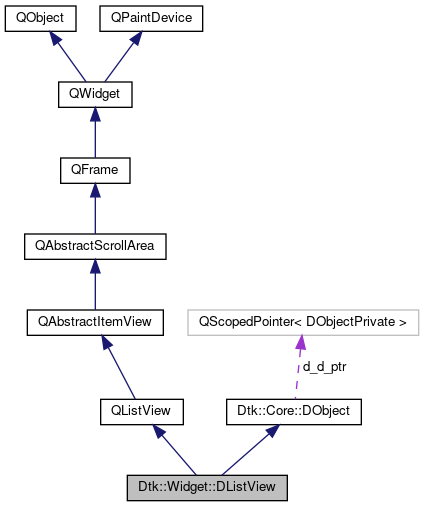 QObject
QPaintDevice
QWidget
QFrame
QAbstractScrollArea
QAbstractItemView
QScopedPointer< DObjectPrivate >
d_d_ptr
QListView
Dtk::Core::DObject
Dtk::Widget::DListView